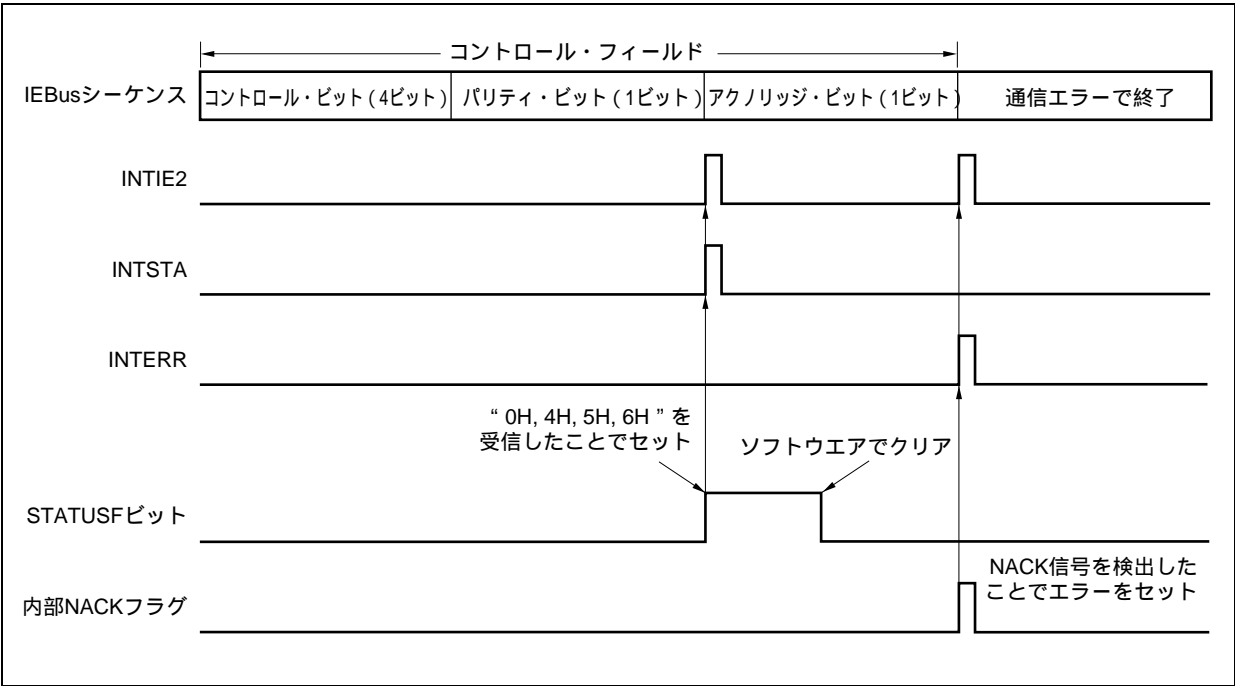 コントロール・フィールド
IEBusシーケンス
コントロール・ビット（4ビット）
パリティ・ビット（1ビット）
アクノリッジ・ビット（1ビット）
通信エラーで終了
INTIE2
INTSTA
INTERR
“ 0H, 4H, 5H, 6H ” を
受信したことでセット
ソフトウエアでクリア
STATUSFビット
NACK信号を検出した
ことでエラーをセット
内部NACKフラグ